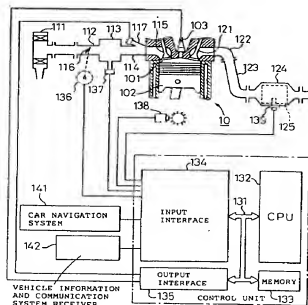 111
112
113
117
115
103
121
122
123
116
114
101
102
124
136
137
138
10
139
125
134
131
132
141
CAR NAVIGATION
SYSTEM
INPUT
INTERFACE
CPU
142
OUTPUT
INTERFACE
MEMORY
VEHICLE INFORMATION
AND COMMUNICATION
SYSTEM RECEIVER
135
CONTROL UNIT
133